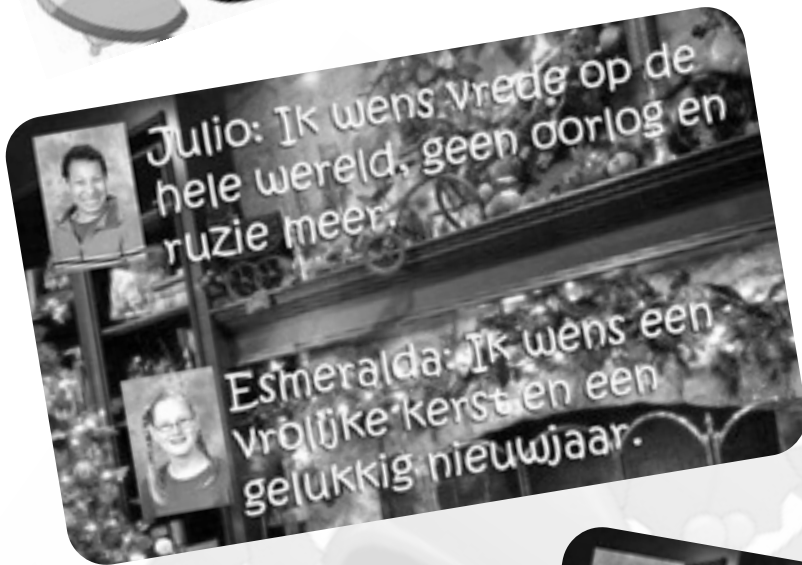 Julio: Ik wens vrede op de
hele wereld, geen oorlog en
ruzie meer.
Esmeralda: Ik wens een
vrolijke kerst en een
gelukkig nieuwjaar.